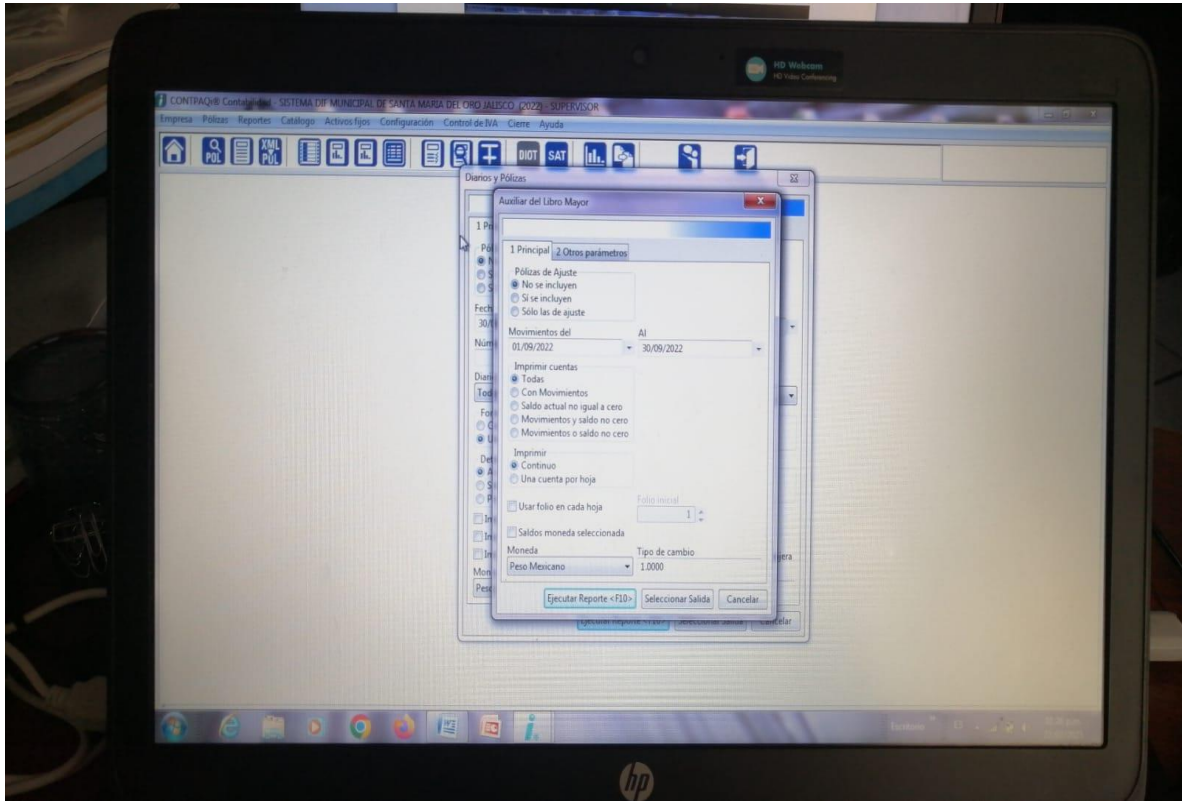 HD Webcam
HD Video Conferencing
CONTPAQi® Contabilidad - SISTEMA DIF MUNICIPAL DE SANTA MARIA DEL ORO JALISCO (2022) - SUPERVISOR
Empresa Pólizas Reportes Catálogo Activos fijos Configuración Control de IVA Cierre Ayuda
POL XML POL DIOT SAT
Diarios y Pólizas
Auxiliar del Libro Mayor
1 Principal 2 Otros parámetros
Pólizas de Ajuste
No se incluyen
Sí se incluyen
Sólo las de ajuste
Movimientos del Al
01/09/2022 30/09/2022
Imprimir cuentas
Todas
Con Movimientos
Saldo actual no igual a cero
Movimientos y saldo no cero
Movimientos o saldo no cero
Imprimir
Continuo
Una cuenta por hoja
Usar folio en cada hoja Folio inicial
1
Saldos moneda seleccionada
Moneda Tipo de cambio
Peso Mexicano 1.0000
Ejecutar Reporte <F10> Seleccionar Salida Cancelar
Escritorio ES
hp